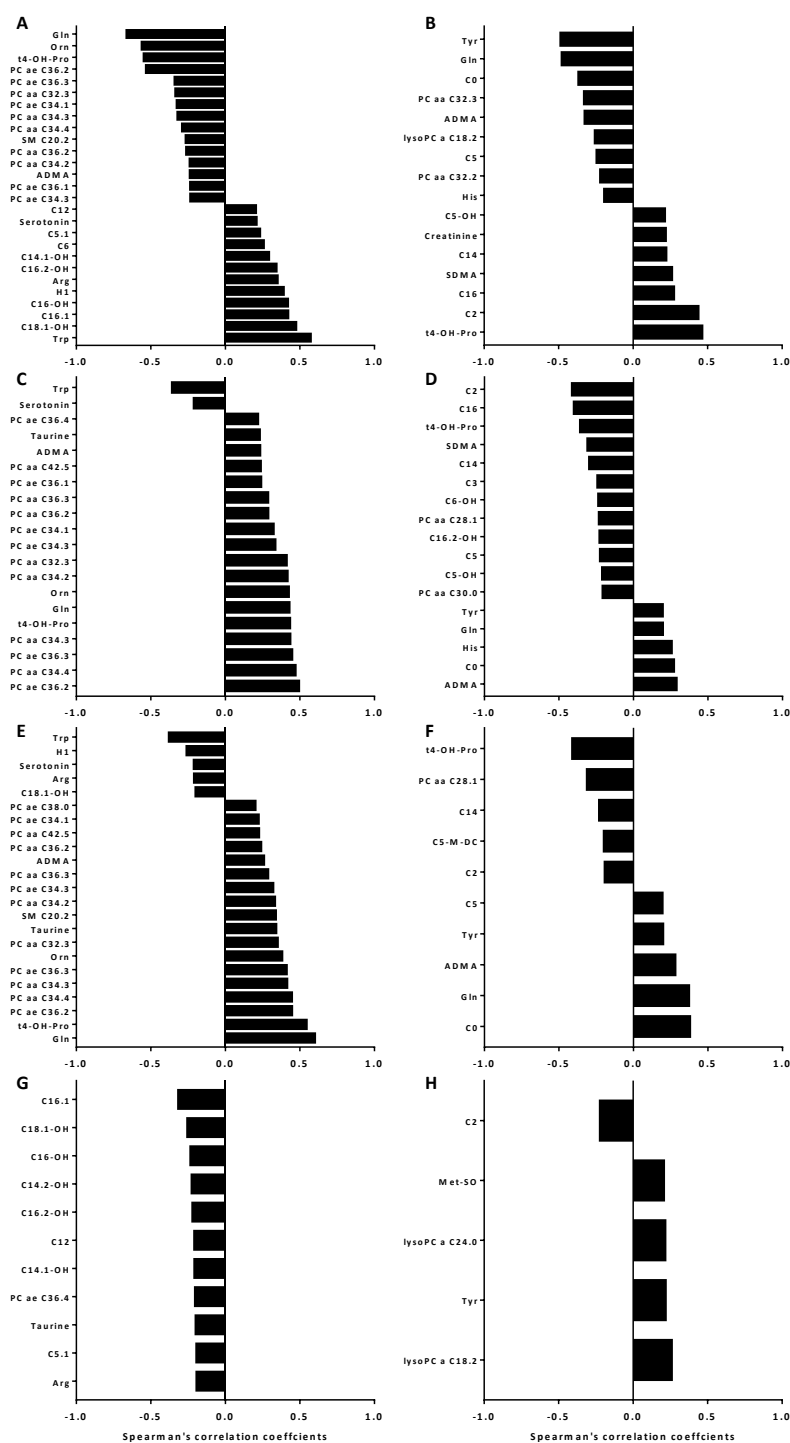 A
Gln
Orn
t4-OH-Pro
PC ae C36.2
PC ae C36.3
PC aa C32.3
PC ae C34.1
PC aa C34.3
PC aa C34.4
SM C20.2
PC aa C36.2
PC aa C34.2
ADMA
PC ae C36.1
PC ae C34.3
C12
Serotonin
C5.1
C6
C14.1-OH
C16.2-OH
Arg
H1
C16-OH
C16.1
C18.1-OH
Trp
-1.0 -0.5 0.0 0.5 1.0
B
Tyr
Gln
C0
PC aa C32.3
ADMA
lysoPC a C18.2
C5
PC aa C32.2
His
C5-OH
Creatinine
C14
SDMA
C16
C2
t4-OH-Pro
-1.0 -0.5 0.0 0.5 1.0
C
Trp
Serotonin
PC ae C36.4
Taurine
ADMA
PC aa C42.5
PC ae C36.1
PC aa C36.3
PC aa C36.2
PC ae C34.1
PC ae C34.3
PC aa C32.3
PC aa C34.2
Orn
Gln
t4-OH-Pro
PC aa C34.3
PC ae C36.3
PC aa C34.4
PC ae C36.2
-1.0 -0.5 0.0 0.5 1.0
D
C2
C16
t4-OH-Pro
SDMA
C14
C3
C6-OH
PC aa C28.1
C16.2-OH
C5
C5-OH
PC aa C30.0
Tyr
Gln
His
C0
ADMA
-1.0 -0.5 0.0 0.5 1.0
E
Trp
H1
Serotonin
Arg
C18.1-OH
PC ae C38.0
PC ae C34.1
PC aa C42.5
PC aa C36.2
ADMA
PC aa C36.3
PC ae C34.3
PC aa C34.2
SM C20.2
Taurine
PC aa C32.3
Orn
PC ae C36.3
PC aa C34.3
PC aa C34.4
PC ae C36.2
t4-OH-Pro
Gln
-1.0 -0.5 0.0 0.5 1.0
F
t4-OH-Pro
PC aa C28.1
C14
C5-M-DC
C2
C5
Tyr
ADMA
Gln
C0
-1.0 -0.5 0.0 0.5 1.0
G
C16.1
C18.1-OH
C16-OH
C14.2-OH
C16.2-OH
C12
C14.1-OH
PC ae C36.4
Taurine
C5.1
Arg
-1.0 -0.5 0.0 0.5 1.0
Spearman's correlation coeffcients
H
C2
Met-SO
lysoPC a C24.0
Tyr
lysoPC a C18.2
-1.0 -0.5 0.0 0.5 1.0
Spearman's correlation coeffcients